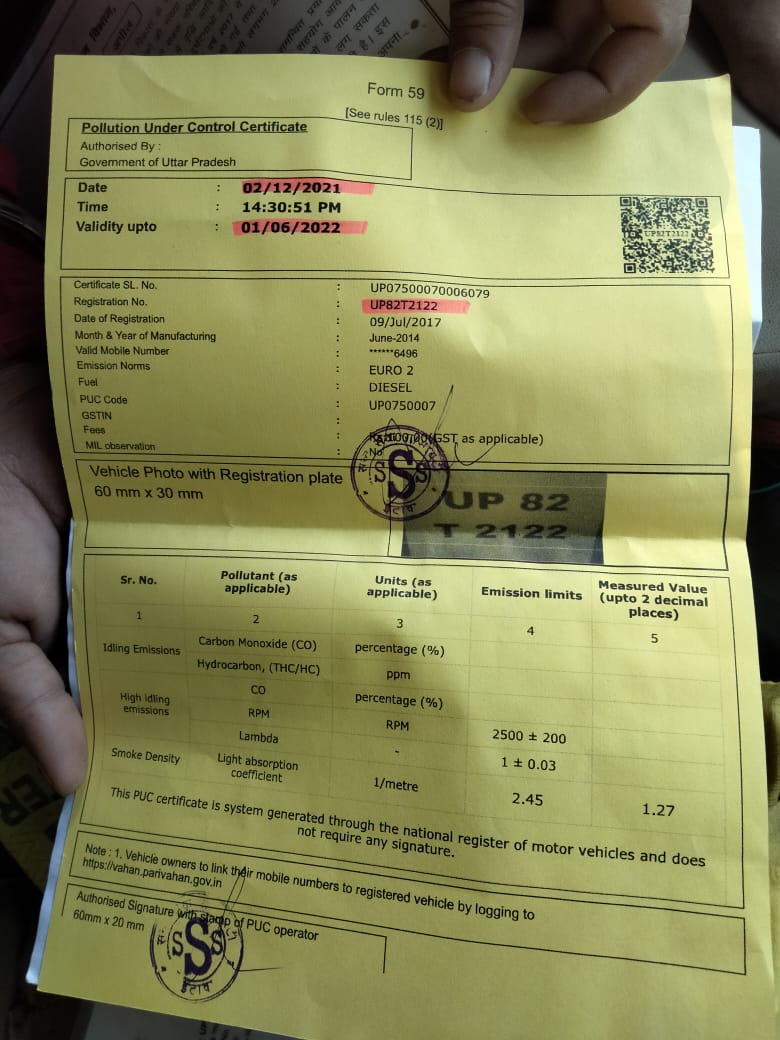 Form 59
[See rules 115 (2)]
Pollution Under Control Certificate
Authorised By :
Government of Uttar Pradesh
Date : 02/12/2021
Time : 14:30:51 PM
Validity upto : 01/06/2022
UP82T2122
Certificate SL. No. : UP07500070006079
Registration No. : UP82T2122
Date of Registration : 09/Jul/2017
Month & Year of Manufacturing : June-2014
Valid Mobile Number : ******6496
Emission Norms : EURO 2
Fuel : DIESEL
PUC Code : UP0750007
GSTIN :
Fees : (GST as applicable)
MIL observation : No
Vehicle Photo with Registration plate
60 mm x 30 mm
S S S
इटावा
UP 82
T 2122
Sr. No. Pollutant (as applicable) Units (as applicable) Emission limits Measured Value (upto 2 decimal places)
1 2 3 4 5
Idling Emissions Carbon Monoxide (CO) percentage (%)
Hydrocarbon, (THC/HC) ppm
High idling emissions CO percentage (%)
RPM RPM 2500 ± 200
Lambda - 1 ± 0.03
Smoke Density Light absorption coefficient 1/metre 2.45 1.27
This PUC certificate is system generated through the national register of motor vehicles and does
not require any signature.
Note : 1. Vehicle owners to link their mobile numbers to registered vehicle by logging to
https://vahan.parivahan.gov.in
Authorised Signature with stamp of PUC operator
60mm x 20 mm
S S S
इटावा